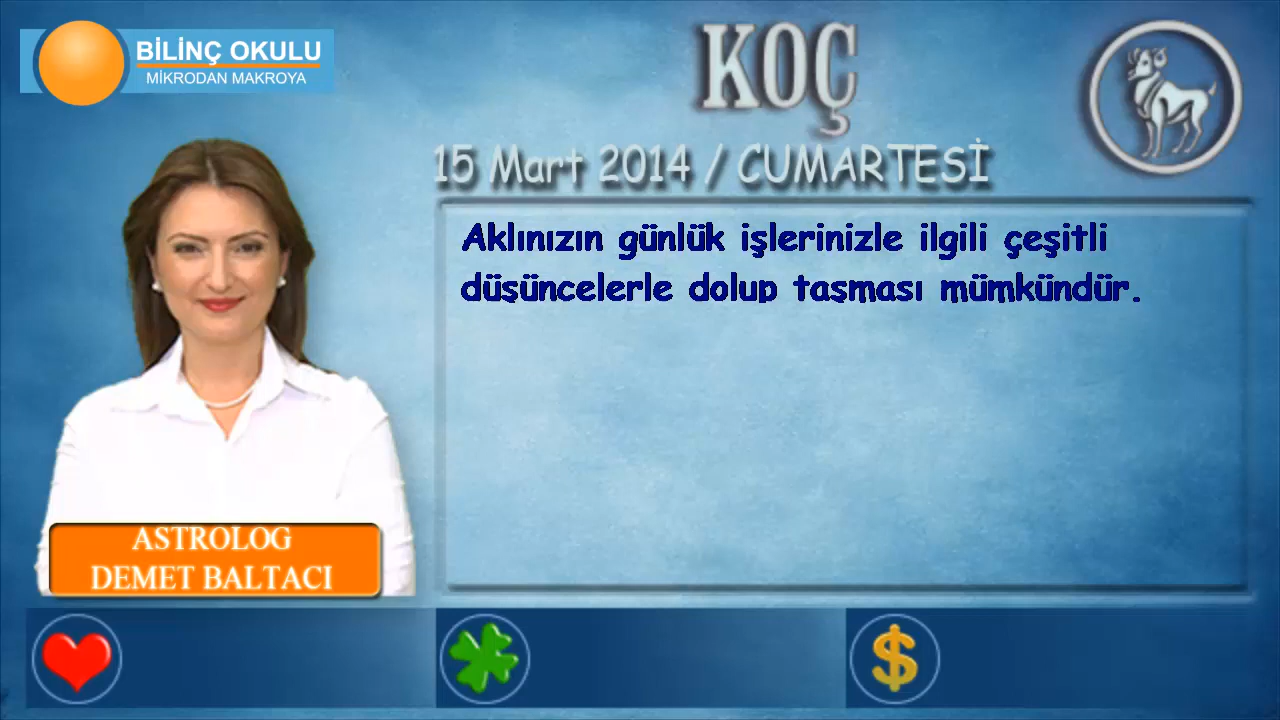 BİLİNÇ OKULU
MİKRODAN MAKROYA
KOÇ
15 Mart 2014 / CUMARTESİ
Aklınızın günlük işlerinizle ilgili çeşitli
düşüncelerle dolup taşması mümkündür.
ASTROLOG
DEMET BALTACI
$